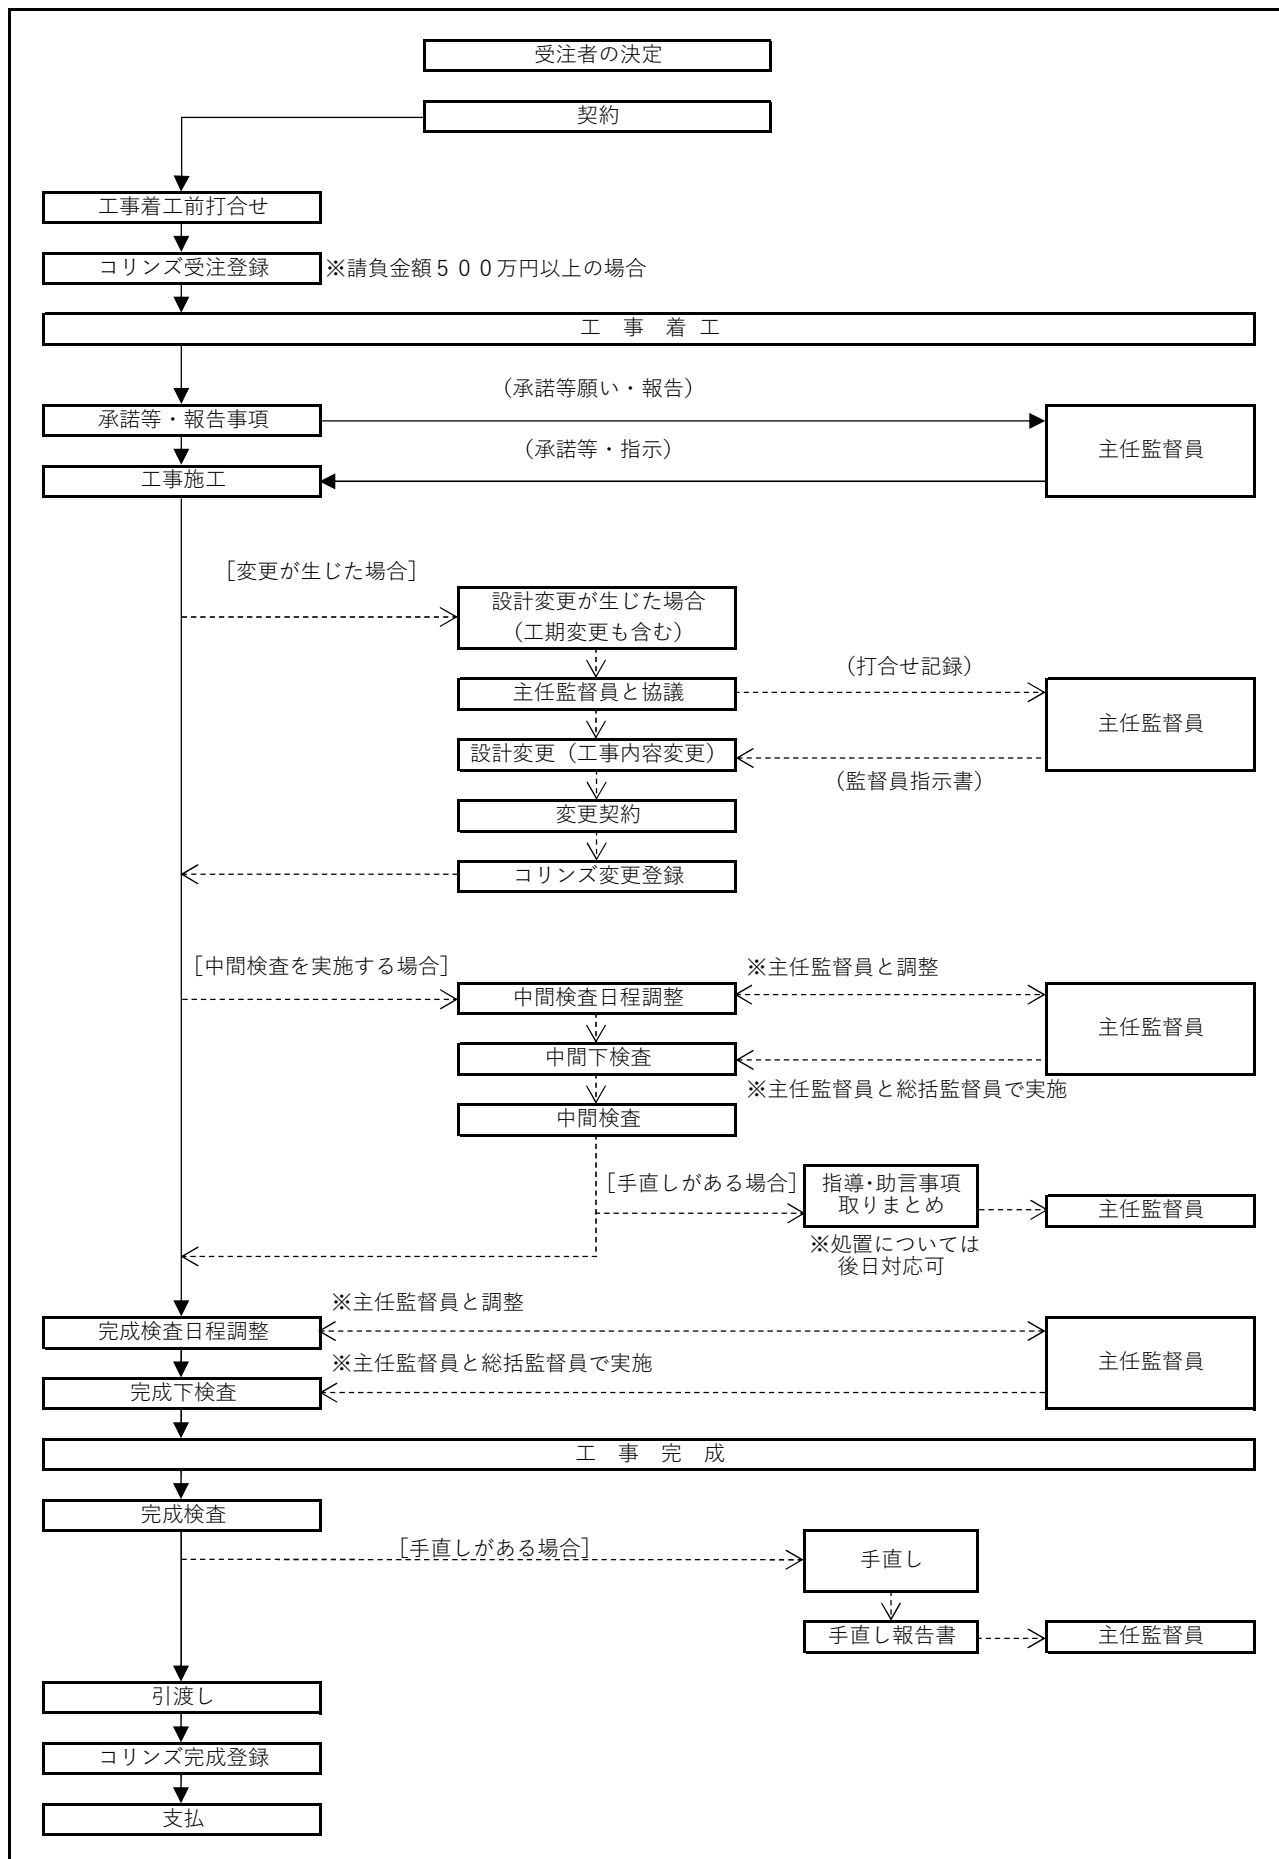 受注者の決定
契約
工事着工前打合せ
コリンズ受注登録
※請負金額５００万円以上の場合
工　事　着　工
（承諾等願い・報告）
承諾等・報告事項
（承諾等・指示）
主任監督員
工事施工
［変更が生じた場合］
設計変更が生じた場合
（工期変更も含む）
（打合せ記録）
主任監督員と協議
主任監督員
設計変更（工事内容変更）
（監督員指示書）
変更契約
コリンズ変更登録
［中間検査を実施する場合］
※主任監督員と調整
中間検査日程調整
主任監督員
中間下検査
※主任監督員と総括監督員で実施
中間検査
［手直しがある場合］
指導・助言事項
取りまとめ
主任監督員
※処置については
後日対応可
※主任監督員と調整
完成検査日程調整
※主任監督員と総括監督員で実施
主任監督員
完成下検査
工　事　完　成
完成検査
［手直しがある場合］
手直し
手直し報告書
主任監督員
引渡し
コリンズ完成登録
支払